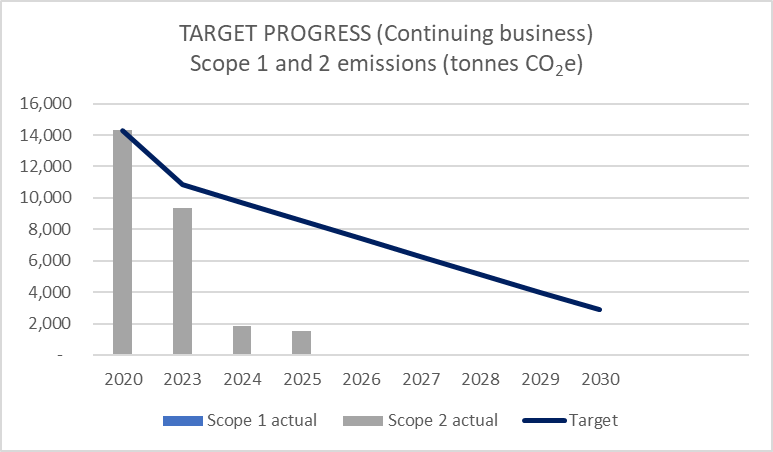 TARGET PROGRESS (Continuing business)
Scope 1 and 2 emissions (tonnes CO₂e)
16,000
14,000
12,000
10,000
8,000
6,000
4,000
2,000
-
2020 2023 2024 2025 2026 2027 2028 2029 2030
Scope 1 actual Scope 2 actual Target